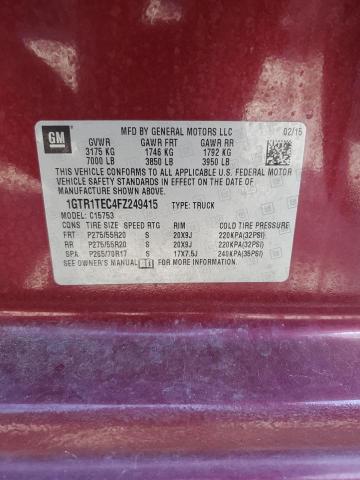 GM
MFD BY GENERAL MOTORS LLC 02/15
GVWR GAWR FRT GAWR RR
3175 KG 1746 KG 1792 KG
7000 LB 3850 LB 3950 LB
THIS VEHICLE CONFORMS TO ALL APPLICABLE U.S. FEDERAL MOTOR
VEHICLE SAFETY STANDARDS IN EFFECT ON THE DATE OF
MANUFACTURE SHOWN ABOVE.
1GTR1TEC4FZ249415 TYPE: TRUCK
MODEL: C15753
CONS TIRE SIZE SPEED RTG RIM COLD TIRE PRESSURE
FRT P275/55R20 S 20X9J 220KPA(32PSI)
RR P275/55R20 S 20X9J 220KPA(32PSI)
SPA P265/70R17 S 17X7.5J 240KPA(35PSI)
SEE OWNER'S MANUAL FOR ADDITIONAL INFORMATION